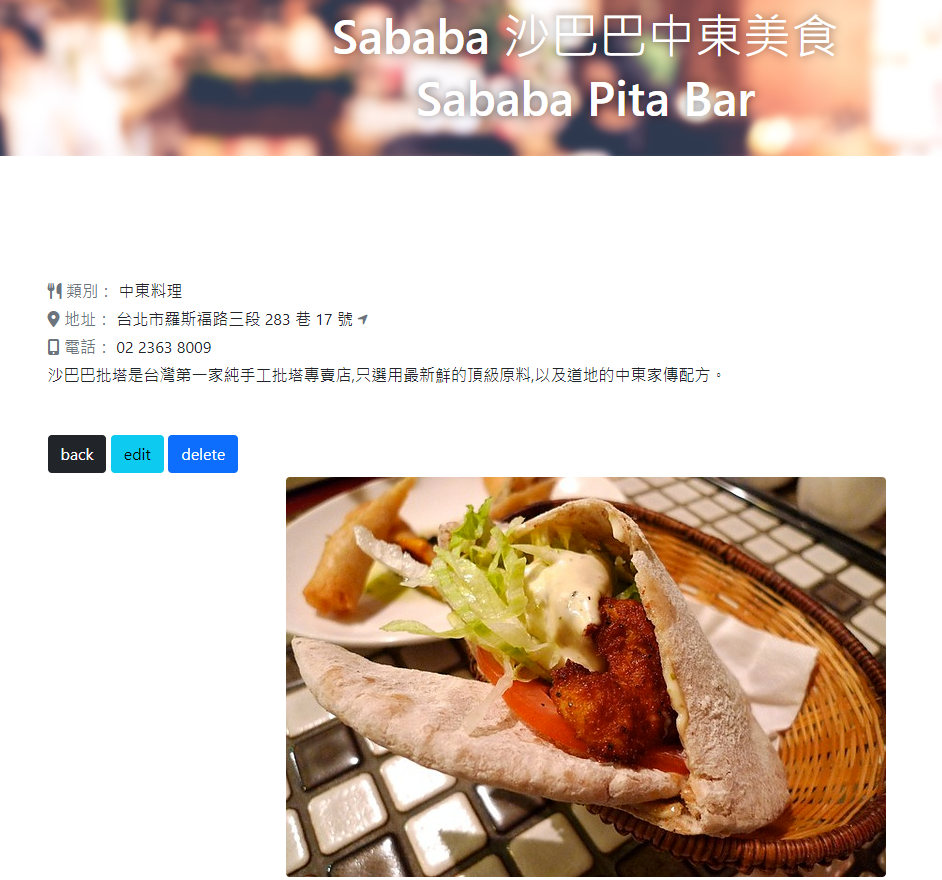 Sababa 沙巴巴中東美食
Sababa Pita Bar
類別： 中東料理
地址： 台北市羅斯福路三段 283 巷 17 號
電話： 02 2363 8009
沙巴巴批塔是台灣第一家純手工批塔專賣店,只選用最新鮮的頂級原料,以及道地的中東家傳配方。
back edit delete